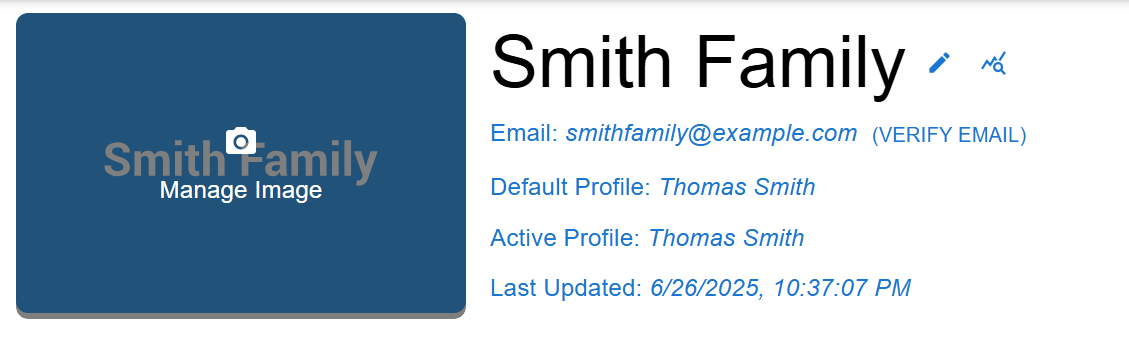 Smith Family
Manage Image
Smith Family
Email: smithfamily@example.com (VERIFY EMAIL)
Default Profile: Thomas Smith
Active Profile: Thomas Smith
Last Updated: 6/26/2025, 10:37:07 PM